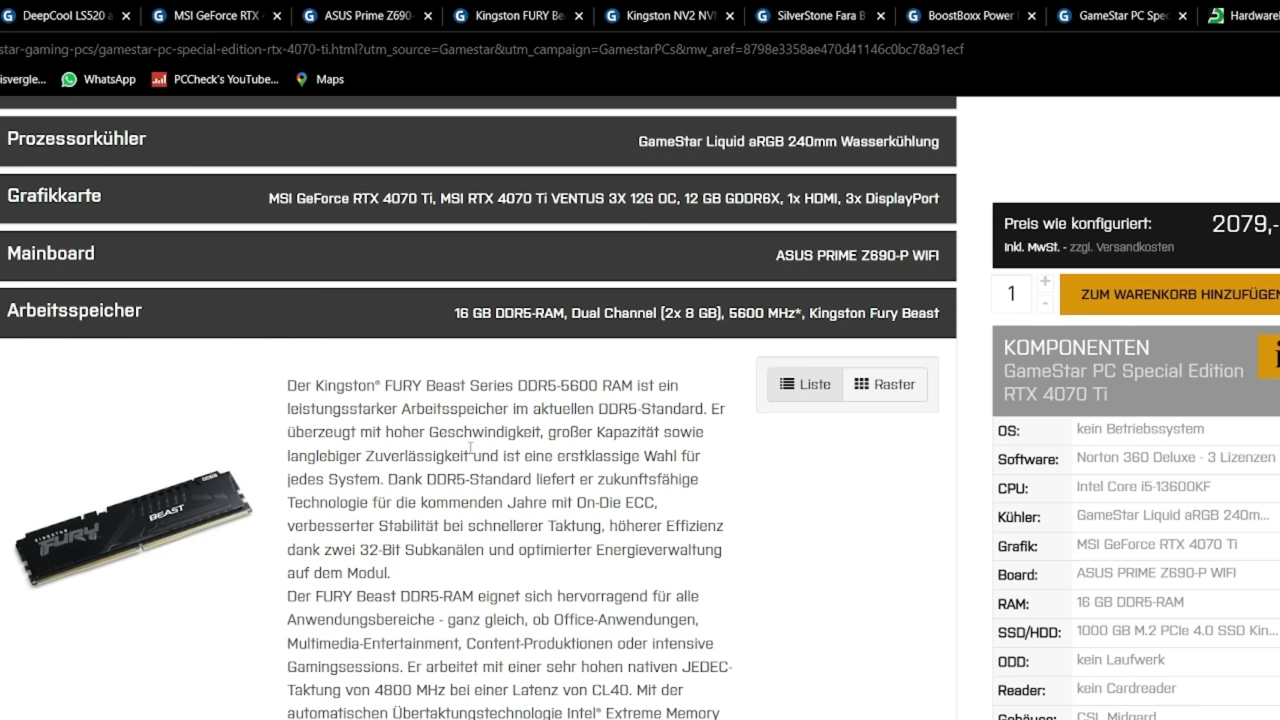 DeepCool LS520 a
MSI GeForce RTX
ASUS Prime Z690-
Kingston FURY Be
Kingston NV2 NV
SilverStone Fara B
BoostBoxx Power
GameStar PC Spec
Hardware
star-gaming-pcs/gamestar-pc-special-edition-rtx-4070-ti.html?utm_source=Gamestar&utm_campaign=GamestarPCs&mw_aref=8798e3358ae470d41146c0bc78a91ecf
isvergle...
WhatsApp
PCCheck's YouTube...
Maps
Prozessorkühler
GameStar Liquid aRGB 240mm Wasserkühlung
Grafikkarte
MSI GeForce RTX 4070 Ti, MSI RTX 4070 Ti VENTUS 3X 12G OC, 12 GB GDDR6X, 1x HDMI, 3x DisplayPort
Mainboard
ASUS PRIME Z690-P WIFI
Arbeitsspeicher
16 GB DDR5-RAM, Dual Channel (2x 8 GB), 5600 MHz*, Kingston Fury Beast
KINGSTON
FURY
BEAST
DDR5
Der Kingston® FURY Beast Series DDR5-5600 RAM ist ein
leistungsstarker Arbeitsspeicher im aktuellen DDR5-Standard. Er
überzeugt mit hoher Geschwindigkeit, großer Kapazität sowie
langlebiger Zuverlässigkeit und ist eine erstklassige Wahl für
jedes System. Dank DDR5-Standard liefert er zukunftsfähige
Technologie für die kommenden Jahre mit On-Die ECC,
verbesserter Stabilität bei schnellerer Taktung, höherer Effizienz
dank zwei 32-Bit Subkanälen und optimierter Energieverwaltung
auf dem Modul.
Der FURY Beast DDR5-RAM eignet sich hervorragend für alle
Anwendungsbereiche - ganz gleich, ob Office-Anwendungen,
Multimedia-Entertainment, Content-Produktionen oder intensive
Gamingsessions. Er arbeitet mit einer sehr hohen nativen JEDEC-
Taktung von 4800 MHz bei einer Latenz von CL40. Mit der
automatischen Übertaktungstechnologie Intel® Extreme Memory
Liste
Raster
Preis wie konfiguriert:
2079,-
Inkl. MwSt. - zzgl. Versandkosten
1
+
-
ZUM WARENKORB HINZUFÜGEN
KOMPONENTEN
GameStar PC Special Edition
RTX 4070 Ti
OS: kein Betriebssystem
Software: Norton 360 Deluxe - 3 Lizenzen
CPU: Intel Core i5-13600KF
Kühler: GameStar Liquid aRGB 240m...
Grafik: MSI GeForce RTX 4070 Ti
Board: ASUS PRIME Z690-P WIFI
RAM: 16 GB DDR5-RAM
SSD/HDD: 1000 GB M.2 PCIe 4.0 SSD Kin...
ODD: kein Laufwerk
Reader: kein Cardreader
Gehäuse: CSL Midgard